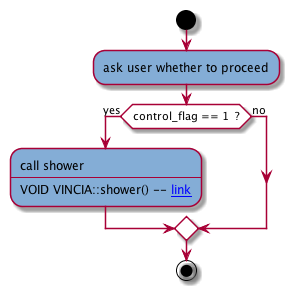 ask user whether to proceed
yes
control_flag == 1 ?
no
call shower
VOID VINCIA::shower() -- link